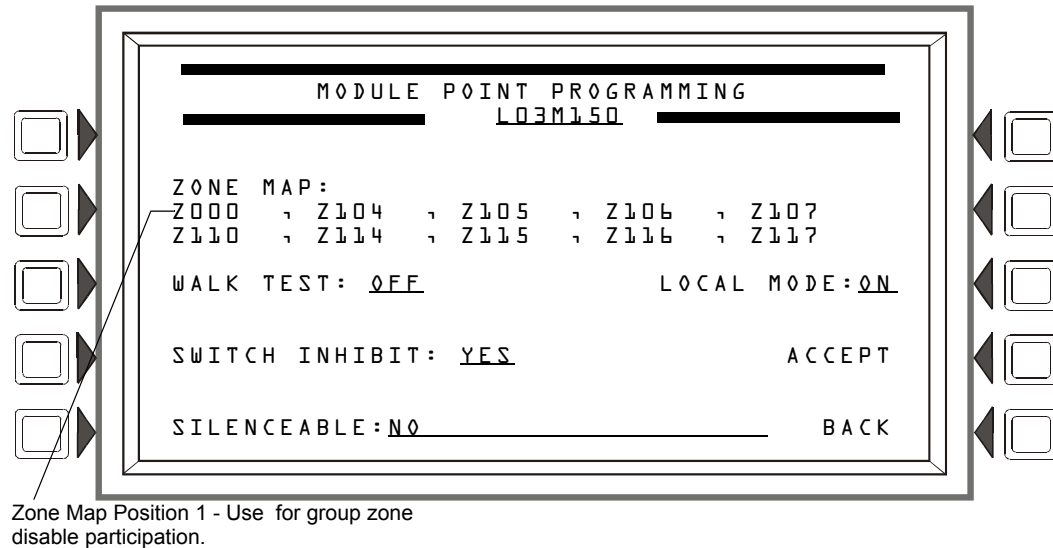 MODULE POINT PROGRAMMING
L03M150
ZONE MAP:
Z000 , Z104 , Z105 , Z106 , Z107
Z110 , Z114 , Z115 , Z116 , Z117
WALK TEST: OFF LOCAL MODE:ON
SWITCH INHIBIT: YES ACCEPT
SILENCEABLE:NO BACK
Zone Map Position 1 - Use for group zone
disable participation.